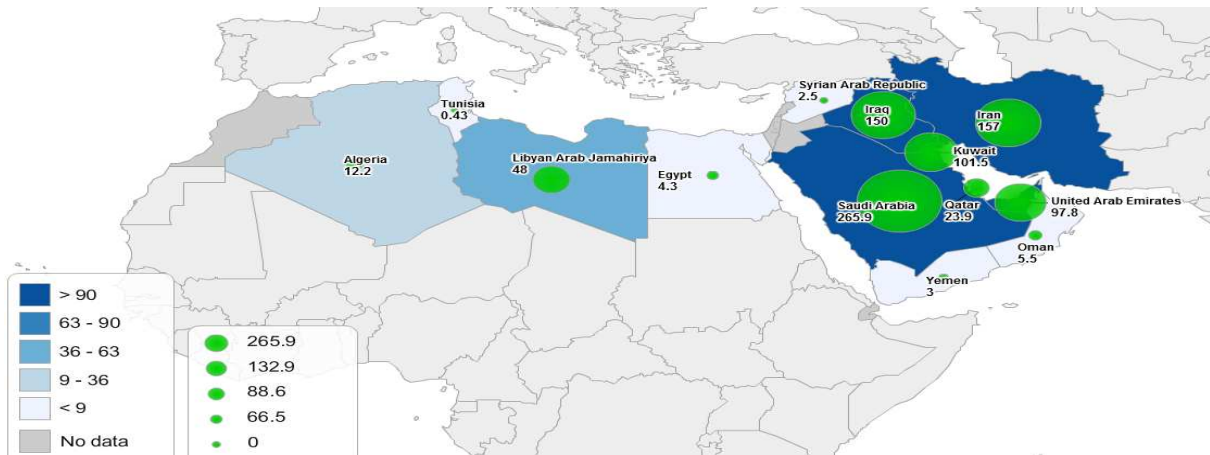 Syrian Arab Republic
2.5
Tunisia
0.43
Iraq
150
Iran
157
Kuwait
101.5
Algeria
12.2
Libyan Arab Jamahiriya
48
Egypt
4.3
Saudi Arabia
265.9
Qatar
23.9
United Arab Emirates
97.8
Oman
5.5
Yemen
3
> 90
63 - 90
36 - 63
9 - 36
< 9
No data
265.9
132.9
88.6
66.5
0